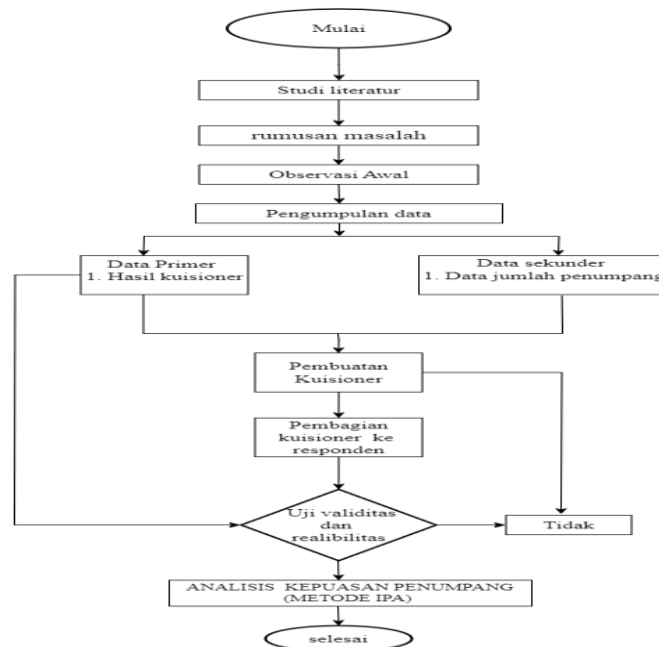 Mulai
Studi literatur
rumusan masalah
Observasi Awal
Pengumpulan data
Data Primer
1. Hasil kuisioner
Data sekunder
1. Data jumlah penumpang
Pembuatan
Kuisioner
Pembagian
kuisioner ke
responden
Uji validitas
dan
realibilitas
Tidak
ANALISIS KEPUASAN PENUMPANG
(METODE IPA)
selesai